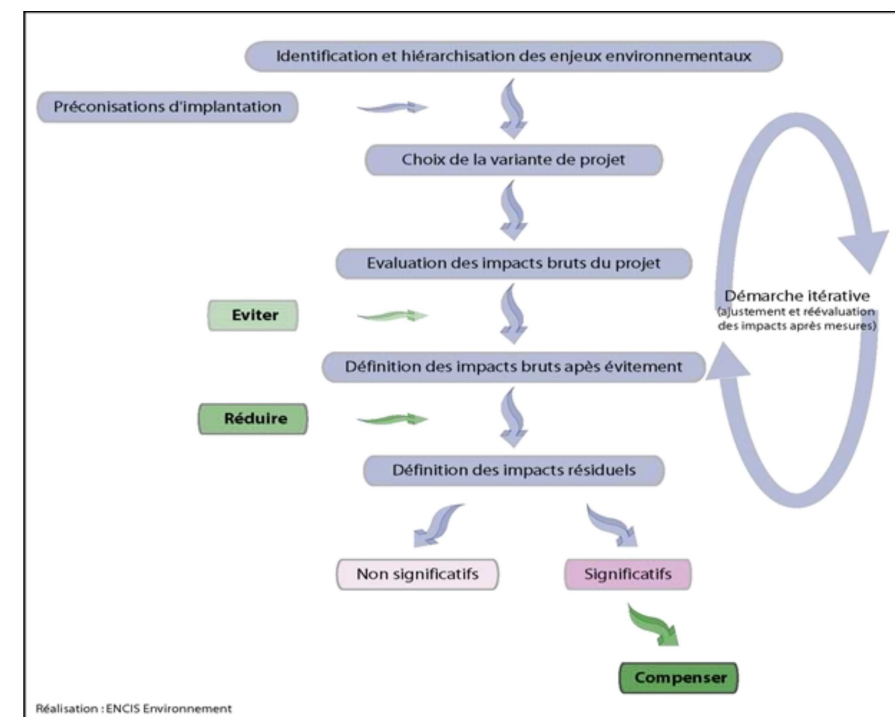 Identification et hiérarchisation des enjeux environnementaux
Préconisations d'implantation
Choix de la variante de projet
Evaluation des impacts bruts du projet
Démarche itérative
(ajustement et réévaluation
des impacts après mesures)
Eviter
Définition des impacts bruts apès évitement
Réduire
Définition des impacts résiduels
Non significatifs
Significatifs
Compenser
Réalisation : ENCIS Environnement